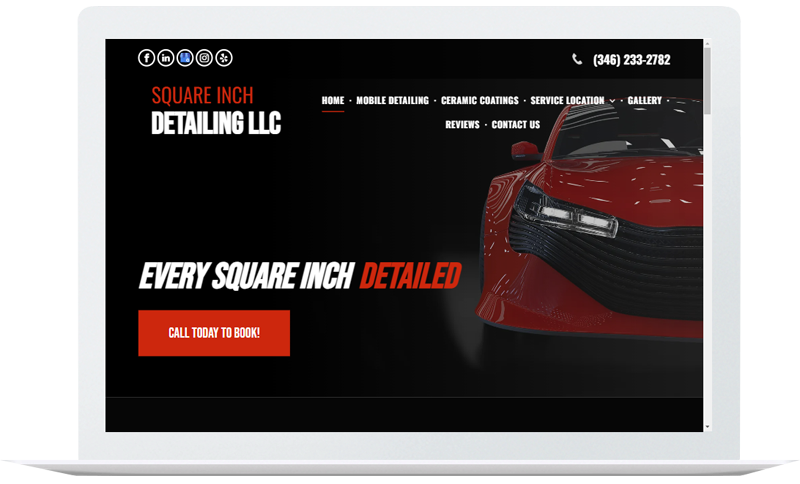 (346) 233-2782
SQUARE INCH
DETAILING LLC
HOME · MOBILE DETAILING · CERAMIC COATINGS · SERVICE LOCATION · GALLERY ·
REVIEWS · CONTACT US
EVERY SQUARE INCH DETAILED
CALL TODAY TO BOOK!